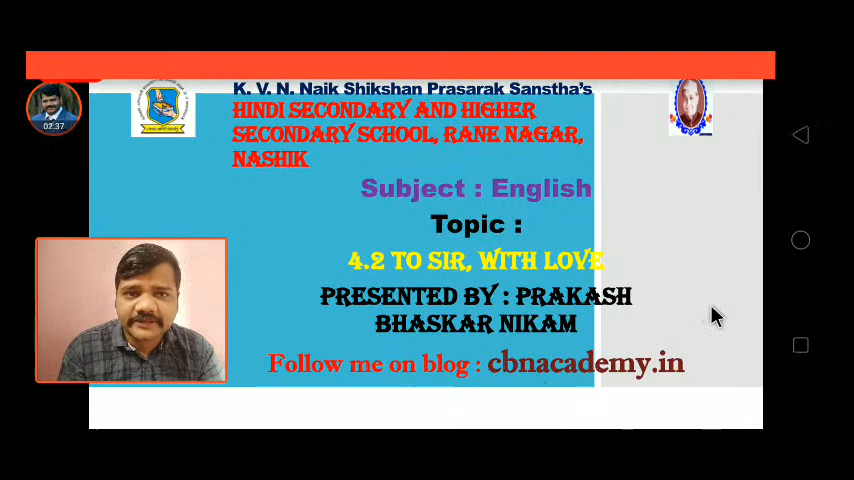 K. V. N. Naik Shikshan Prasarak Sanstha's
HINDI SECONDARY AND HIGHER
SECONDARY SCHOOL, RANE NAGAR,
NASHIK
Subject : English
Topic :
4.2 TO SIR, WITH LOVE
PRESENTED BY : PRAKASH
BHASKAR NIKAM
Follow me on blog : cbnacademy.in
02:37